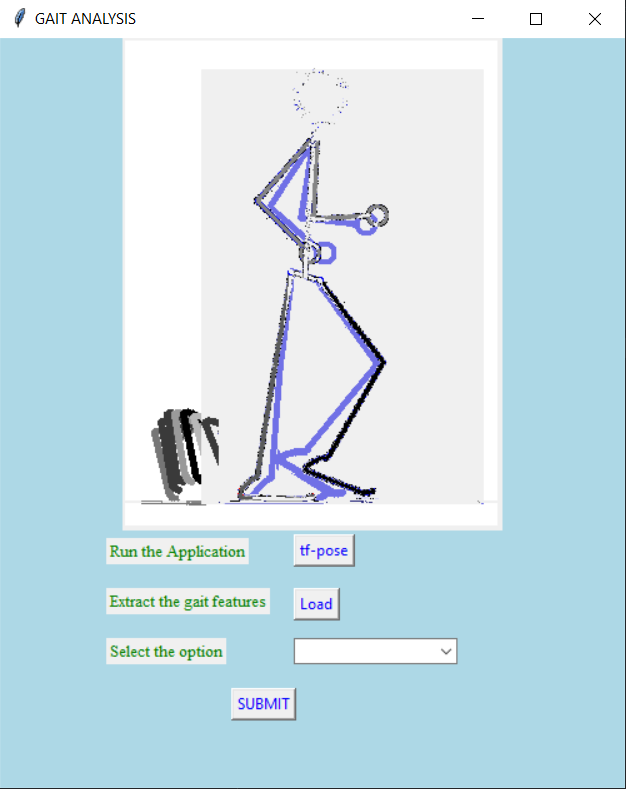 GAIT ANALYSIS
Run the Application
tf-pose
Extract the gait features
Load
Select the option
SUBMIT